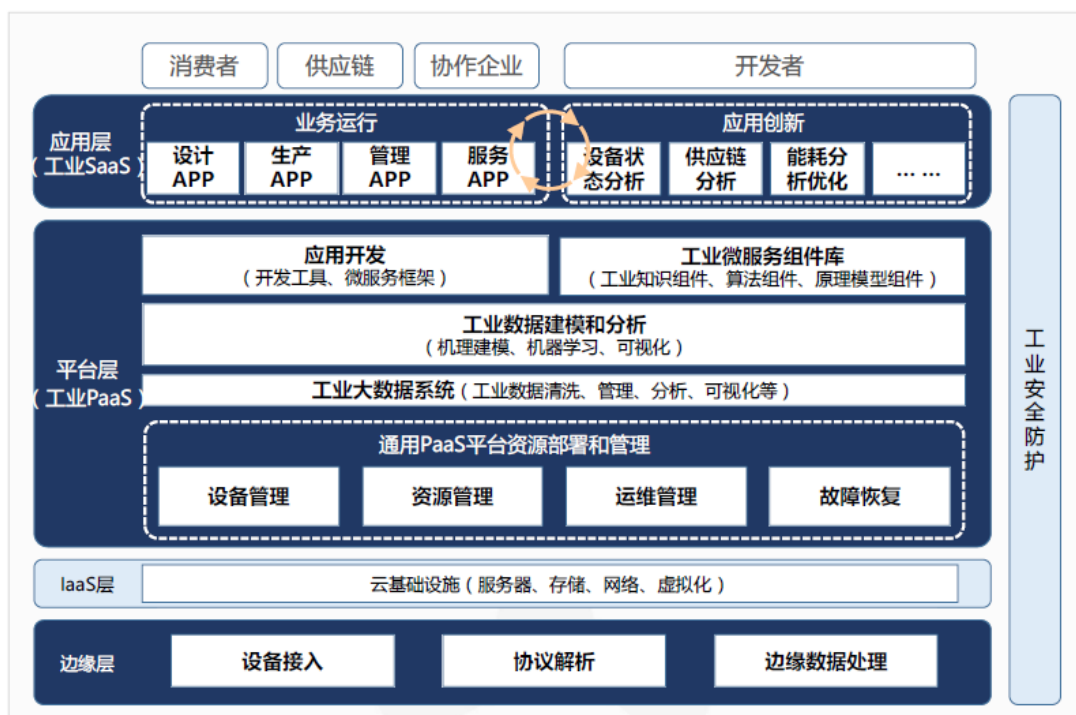 消费者
供应链
协作企业
开发者
应用层
（工业SaaS）
业务运行
设计
APP
生产
APP
管理
APP
服务
APP
应用创新
设备状
态分析
供应链
分析
能耗分
析优化
... ...
平台层
（工业PaaS）
应用开发
（开发工具、微服务框架）
工业微服务组件库
（工业知识组件、算法组件、原理模型组件）
工业数据建模和分析
（机理建模、机器学习、可视化）
工业大数据系统（工业数据清洗、管理、分析、可视化等）
通用PaaS平台资源部署和管理
设备管理
资源管理
运维管理
故障恢复
IaaS层
云基础设施（服务器、存储、网络、虚拟化）
边缘层
设备接入
协议解析
边缘数据处理
工业安全防护